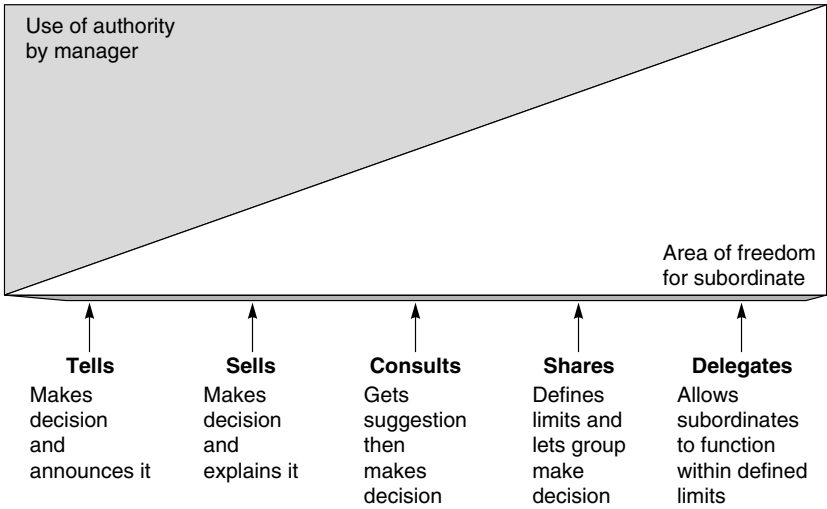 Use of authority
by manager
Area of freedom
for subordinate
Tells
Makes
decision
and
announces it
Sells
Makes
decision
and
explains it
Consults
Gets
suggestion
then
makes
decision
Shares
Defines
limits and
lets group
make
decision
Delegates
Allows
subordinates
to function
within defined
limits